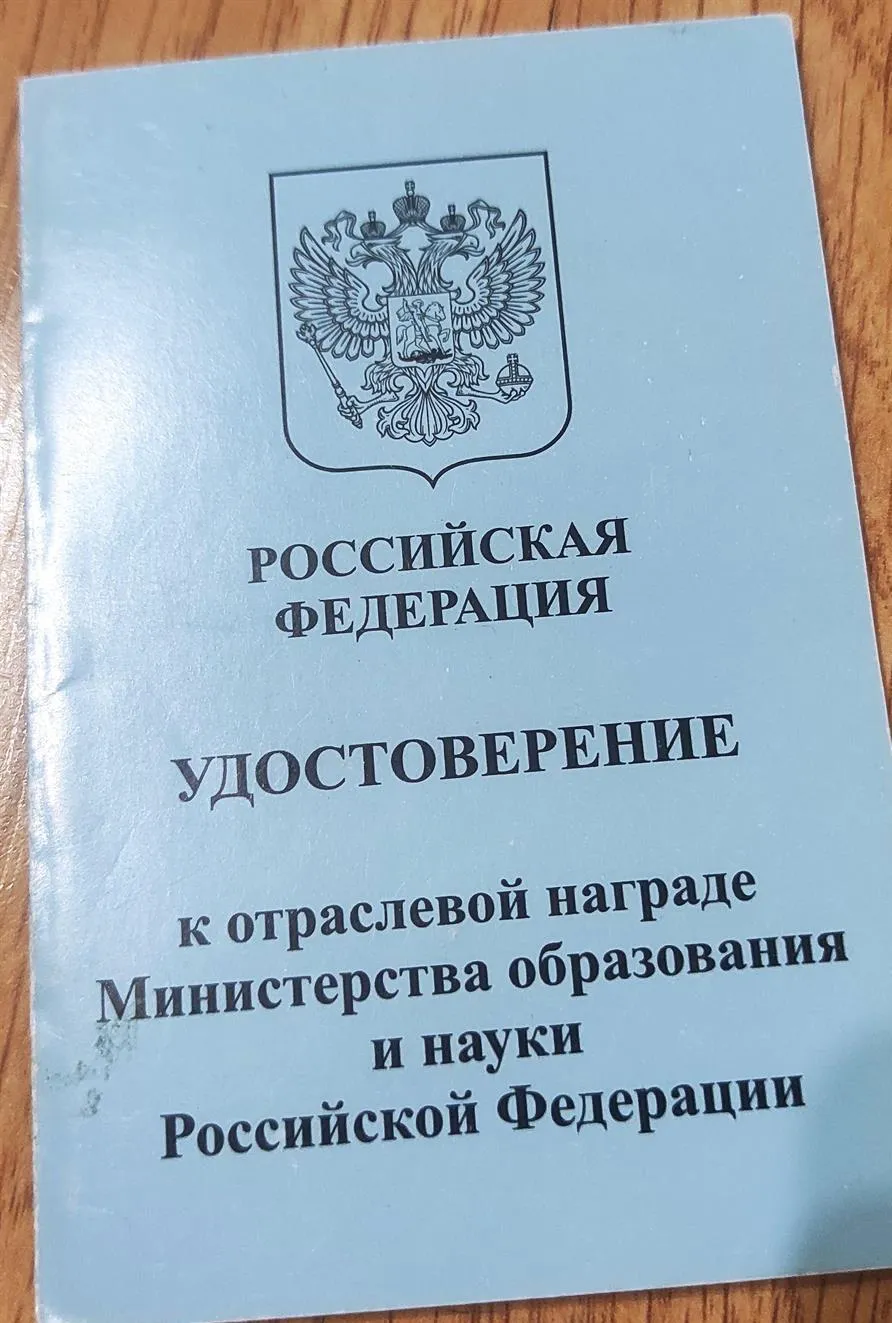 РОССИЙСКАЯ
ФЕДЕРАЦИЯ
УДОСТОВЕРЕНИЕ
к отраслевой награде
Министерства образования
и науки
Российской Федерации